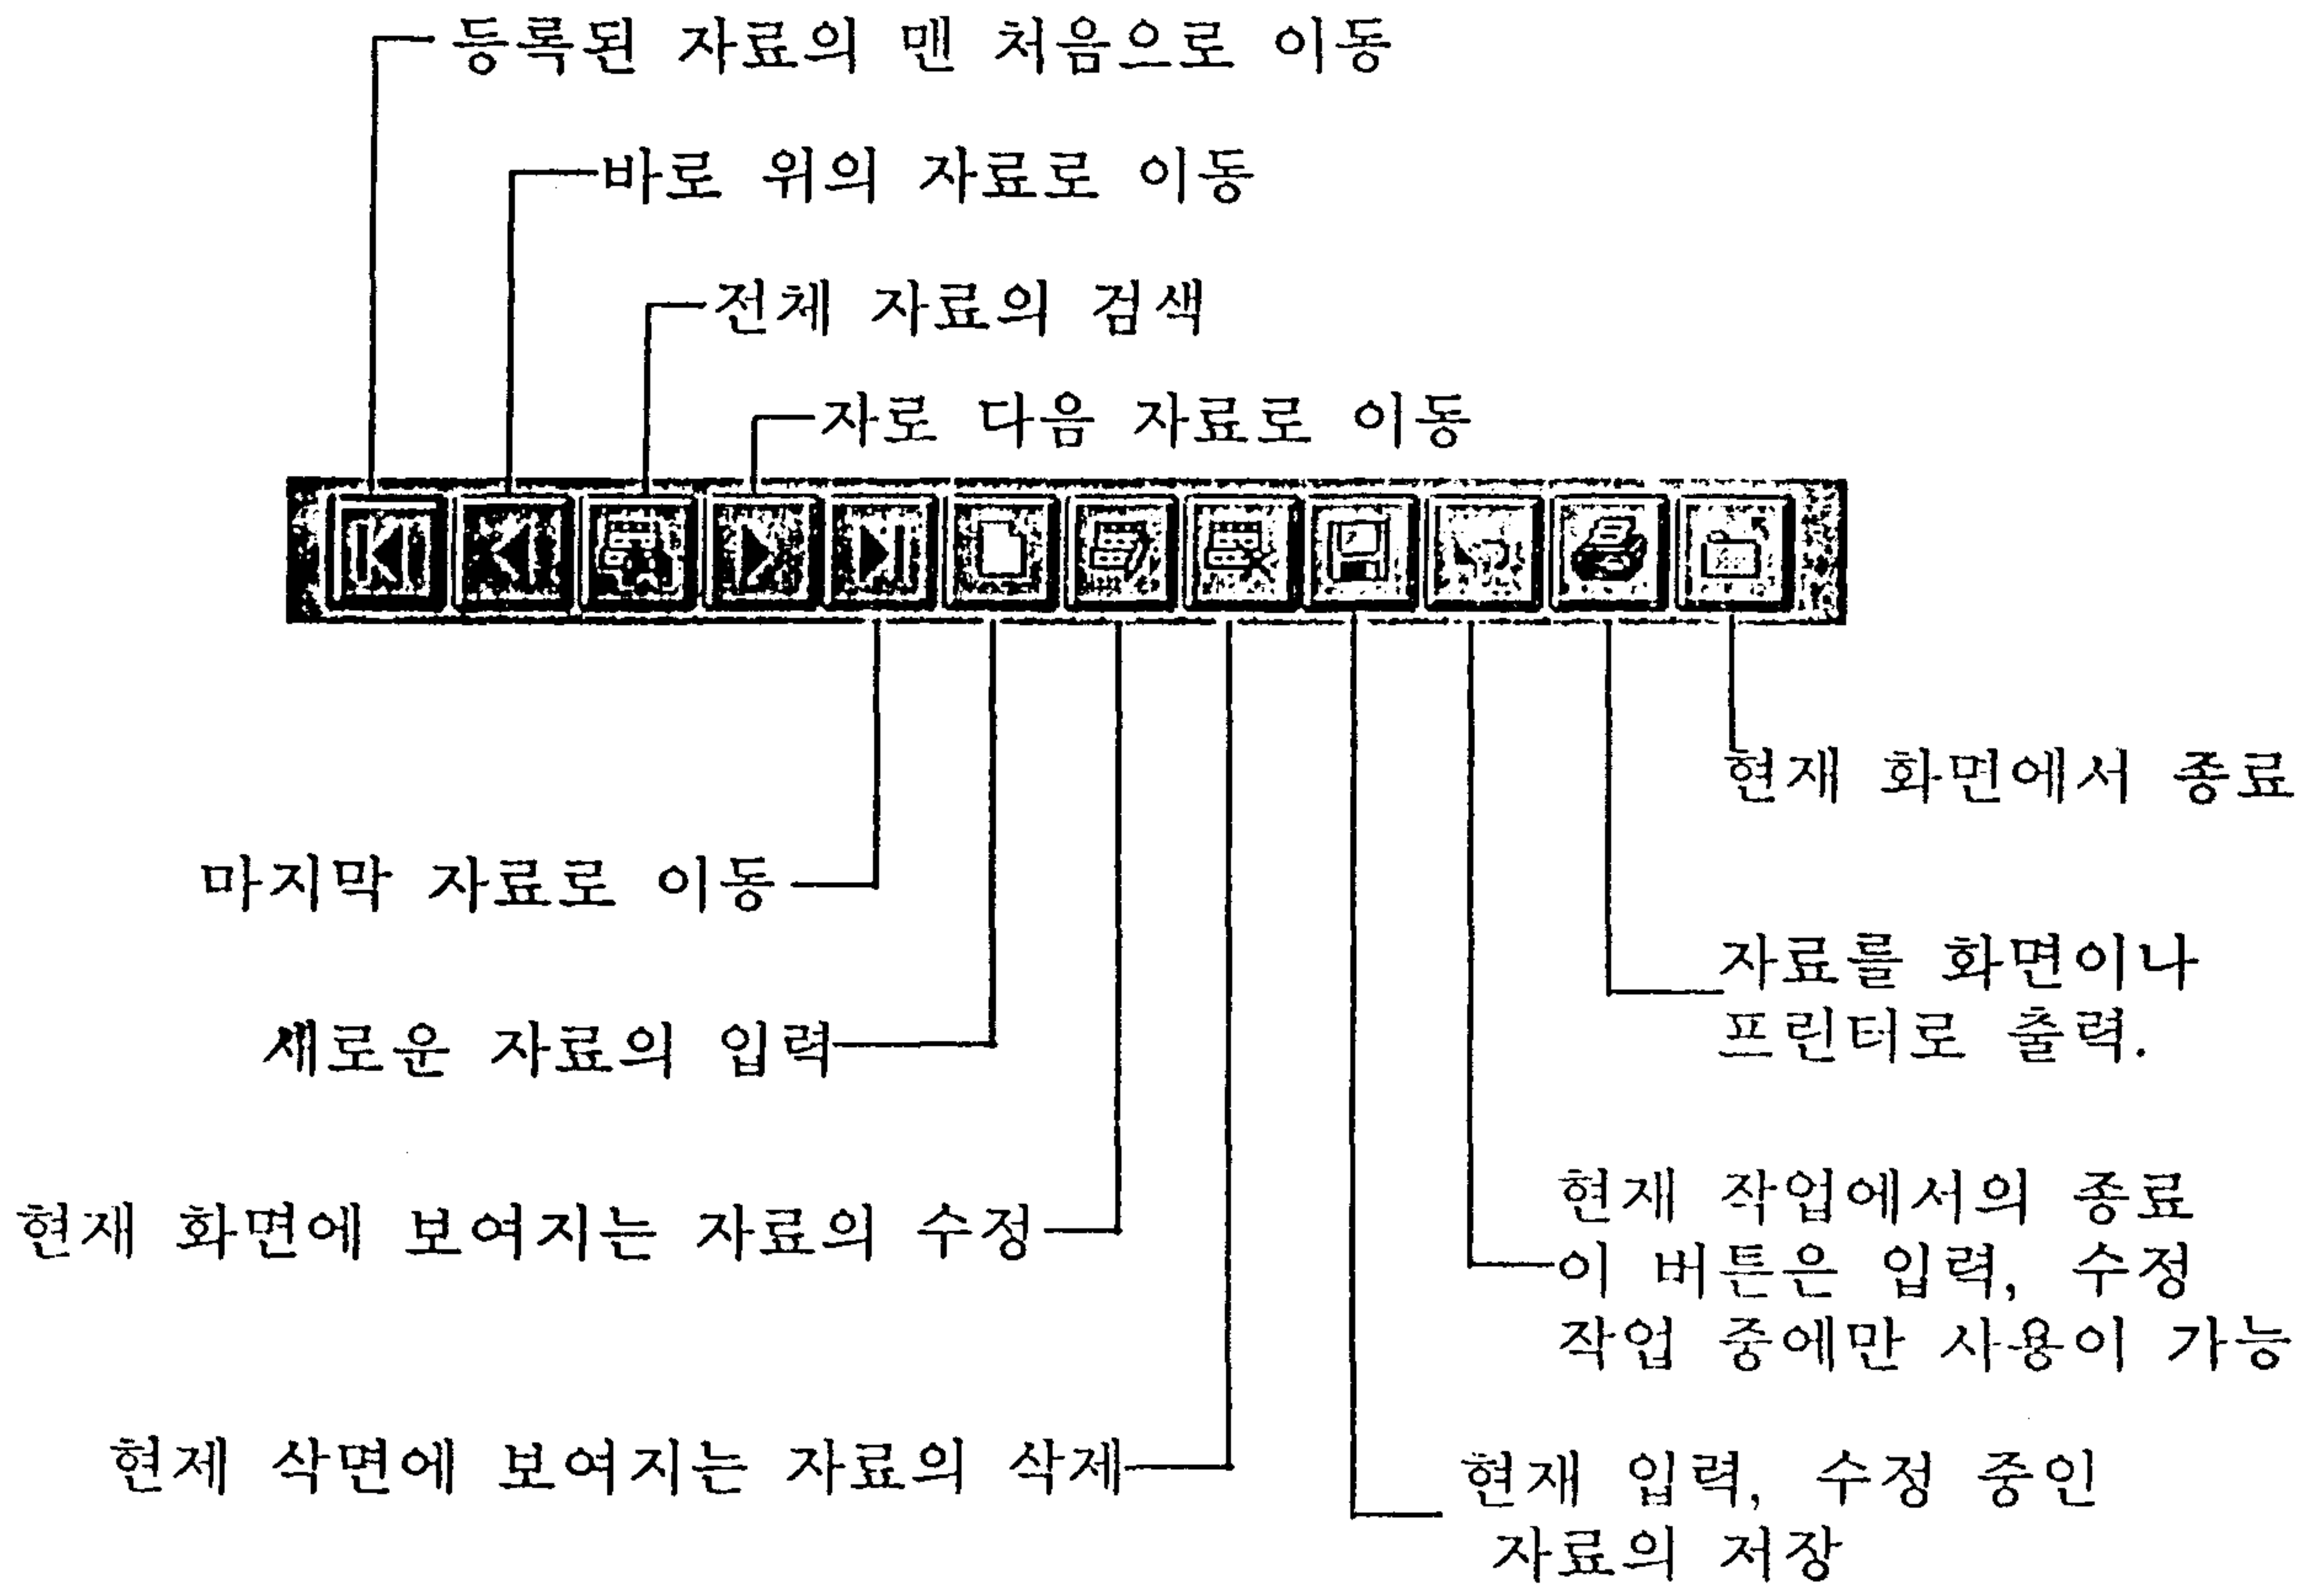 등록된 자료의 맨 처음으로 이동
바로 위의 자료로 이동
전체 자료의 검색
자로 다음 자료로 이동
현재 화면에서 종료
마지막 자료로 이동
자료를 화면이나
프린터로 출력.
새로운 자료의 입력
현재 작업에서의 종료
이 버튼은 입력, 수정
작업 중에만 사용이 가능
현재 화면에 보여지는 자료의 수정
현제 삭면에 보여지는 자료의 삭제
현재 입력, 수정 중인
자료의 저장